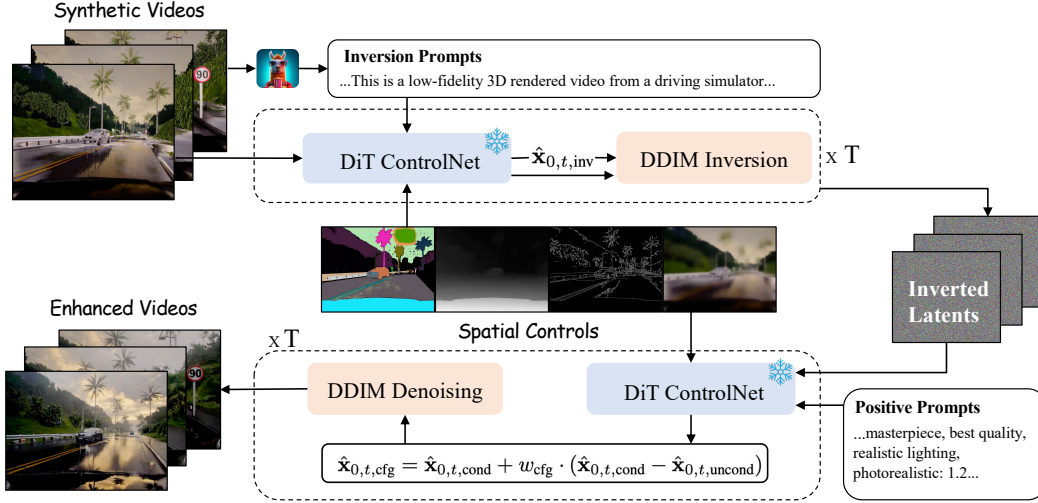 Synthetic Videos
90
Inversion Prompts
...This is a low-fidelity 3D rendered video from a driving simulator...
DiT ControlNet
x̂₀,t,inv
DDIM Inversion
x T
Inverted
Latents
Enhanced Videos
90
Spatial Controls
x T
DDIM Denoising
DiT ControlNet
Positive Prompts
...masterpiece, best quality,
realistic lighting,
photorealistic: 1.2...
x̂₀,t,cfg = x̂₀,t,cond + w_cfg · (x̂₀,t,cond − x̂₀,t,uncond)